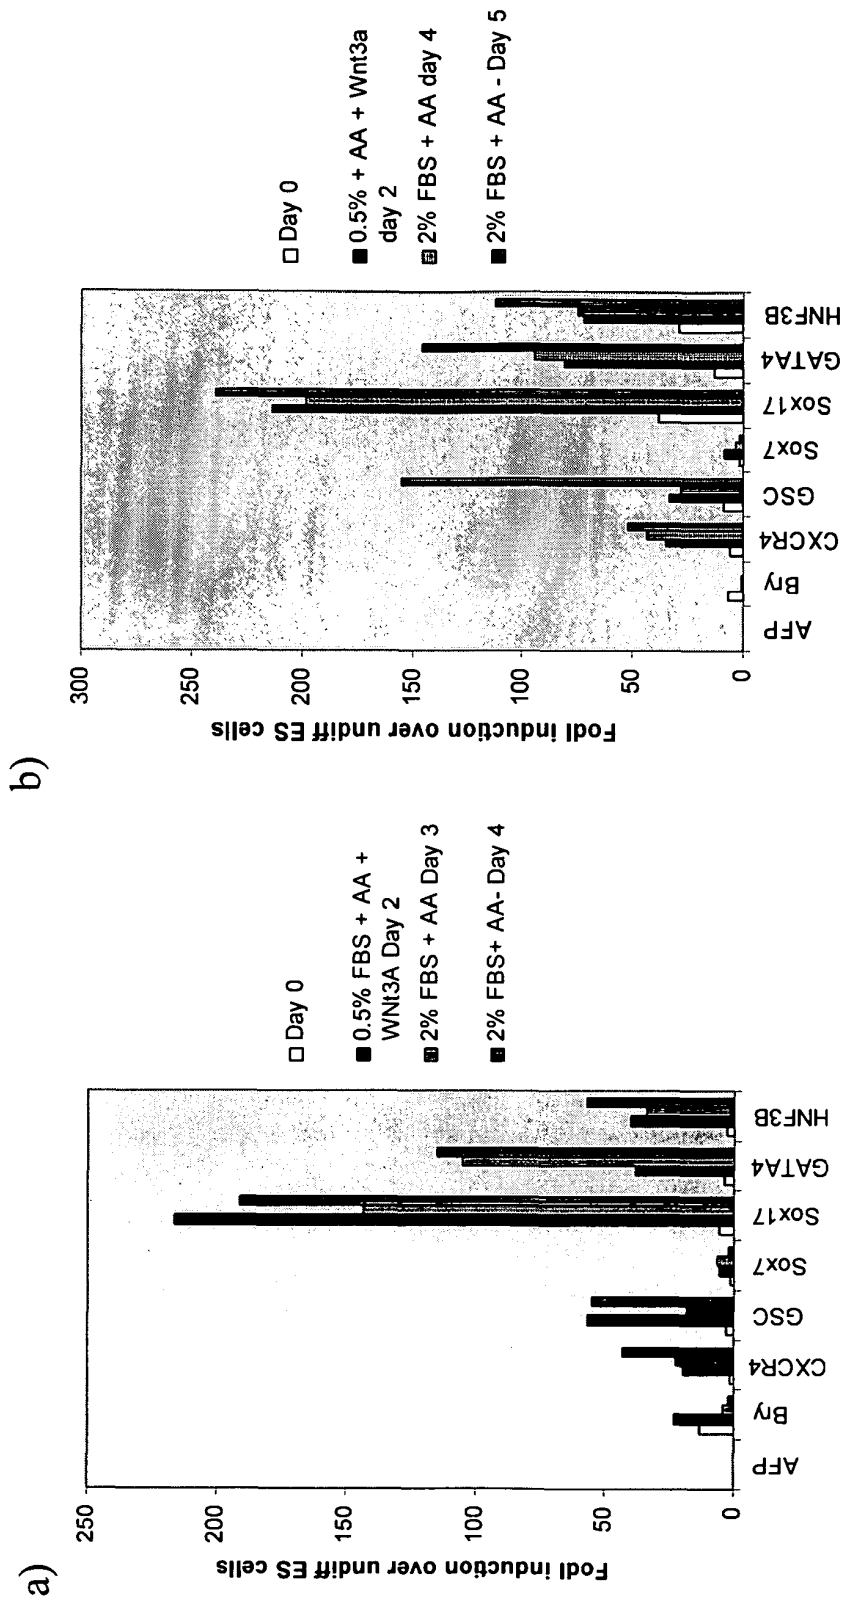 a)
Fodl induction over undiff ES cells
250
200
150
100
50
0
AFP
Bry
CXCR4
GSC
Sox7
Sox17
GATA4
HNF3B
Day 0
0.5% FBS + AA +
WNt3A Day 2
2% FBS + AA Day 3
2% FBS+ AA- Day 4
b)
Fodl induction over undiff ES cells
300
250
200
150
100
50
0
AFP
Bry
CXCR4
GSC
Sox7
Sox17
GATA4
HNF3B
Day 0
0.5% + AA + Wnt3a
day 2
2% FBS + AA day 4
2% FBS + AA - Day 5